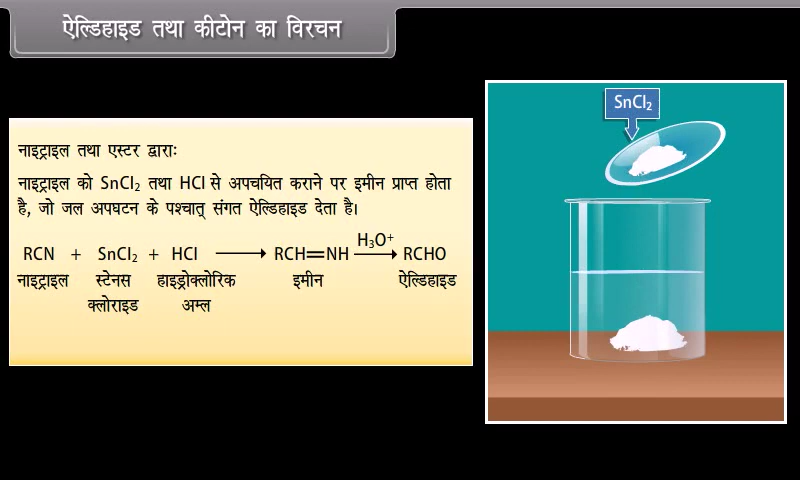 ऐल्डिहाइड तथा कीटोन का विरचन
SnCl₂
नाइट्राइल तथा एस्टर द्वाराः
नाइट्राइल को SnCl₂ तथा HCl से अपचयित कराने पर इमीन प्राप्त होता
है, जो जल अपघटन के पश्चात् संगत ऐल्डिहाइड देता है।
RCN + SnCl₂ + HCl ⟶ RCH=NH H₃O⁺⟶ RCHO
नाइट्राइल स्टेनस हाइड्रोक्लोरिक इमीन ऐल्डिहाइड
क्लोराइड अम्ल